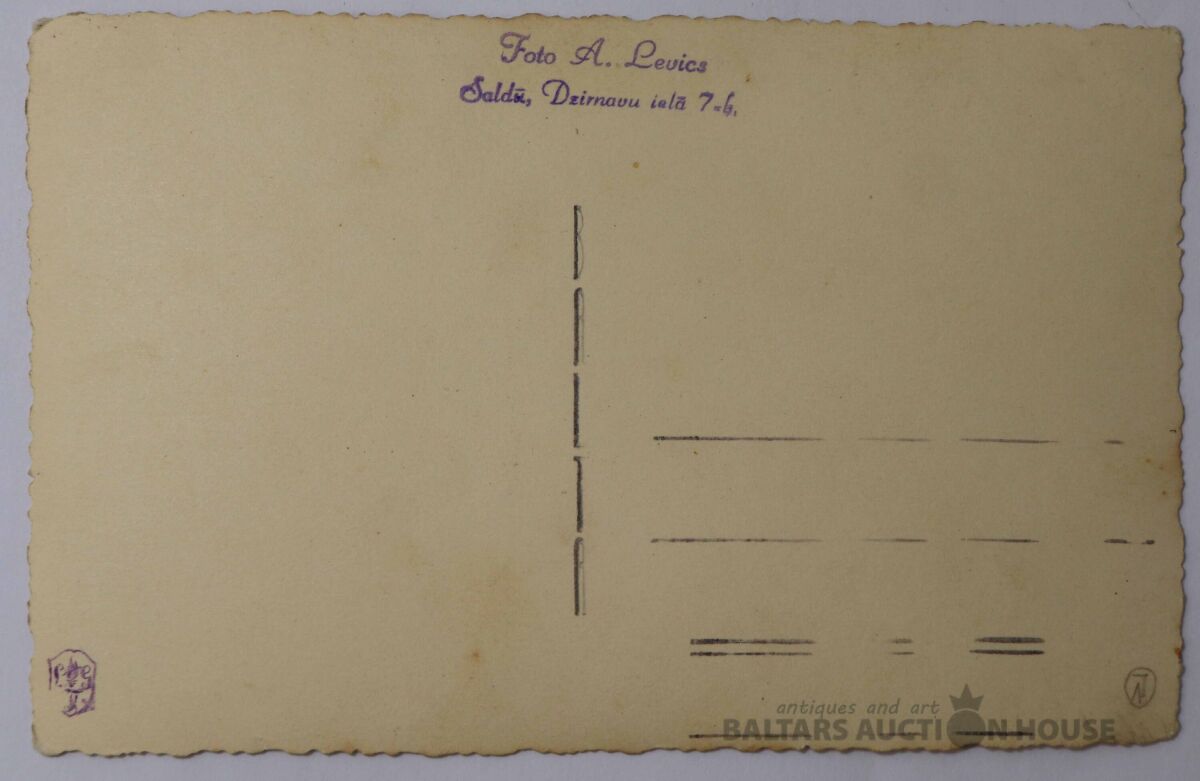 Foto A. Levics
Saldū, Dzirnavu ielā 7-b.
antiques and art
BALTARS AUCTION HOUSE